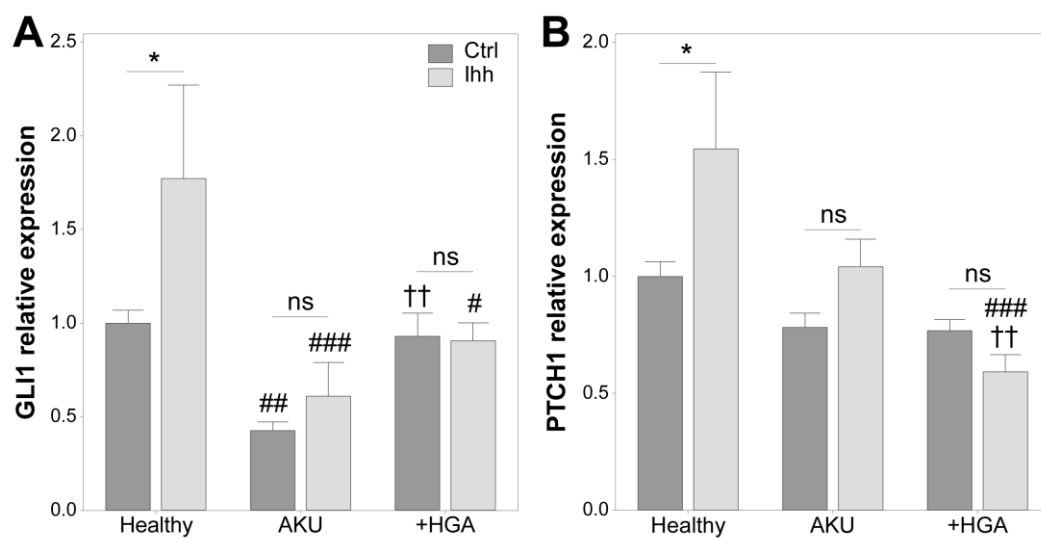 A
GLI1 relative expression
2.5
2.0
1.5
1.0
0.5
0.0
Ctrl
Ihh
*
ns
ns
##
###
††
#
Healthy
AKU
+HGA
B
PTCH1 relative expression
2.0
1.5
1.0
0.5
0.0
*
ns
ns
###
††
Healthy
AKU
+HGA